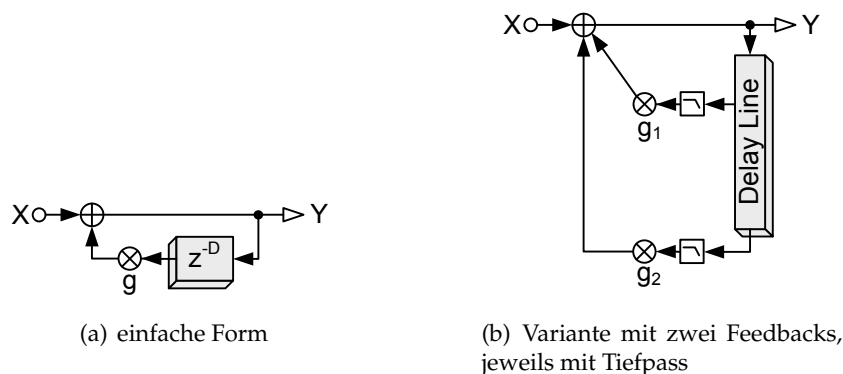 X
Y
z^-D
g
(a) einfache Form
X
Y
Delay Line
g₁
g₂
(b) Variante mit zwei Feedbacks,
jeweils mit Tiefpass